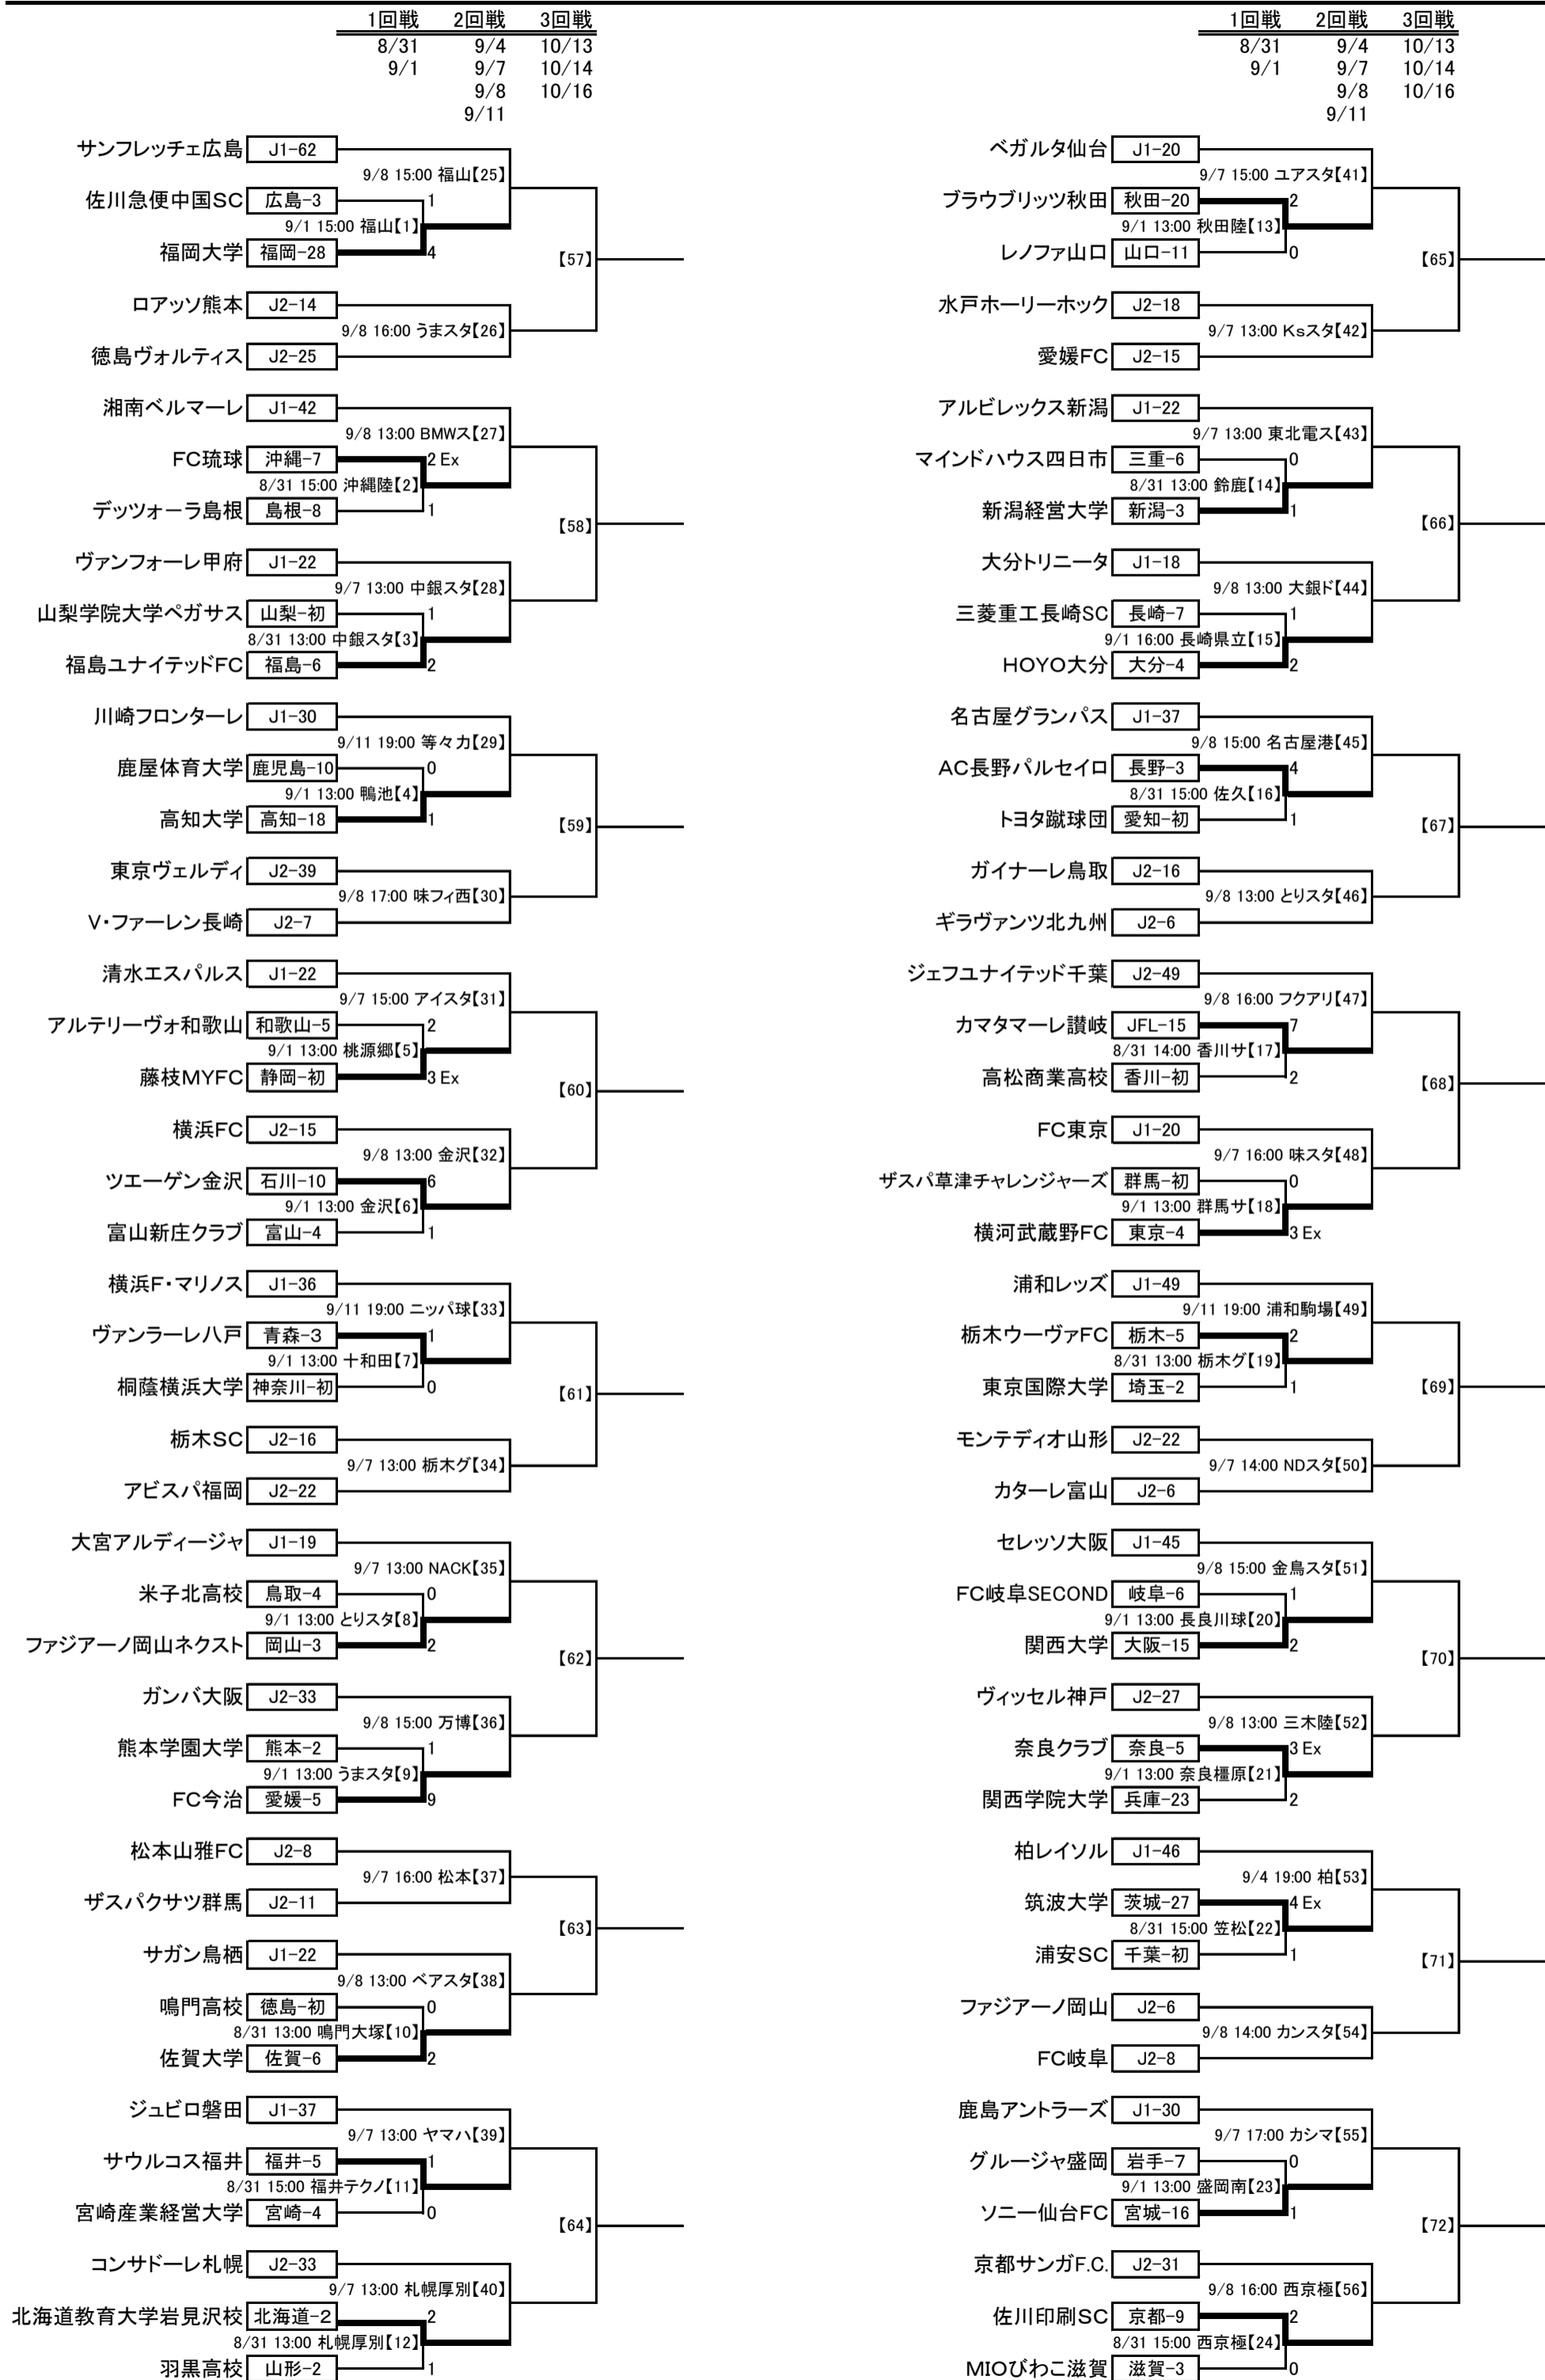 1回戦 2回戦 3回戦
8/31 9/4 10/13
9/1 9/7 10/14
9/8 10/16
9/11
サンフレッチェ広島 J1-62
9/8 15:00 福山【25】
佐川急便中国SC 広島-3 1
9/1 15:00 福山【1】
福岡大学 福岡-28 4
【57】
ロアッソ熊本 J2-14
9/8 16:00 うまスタ【26】
徳島ヴォルティス J2-25
湘南ベルマーレ J1-42
9/8 13:00 BMWス【27】
FC琉球 沖縄-7 2 Ex
8/31 15:00 沖縄陸【2】
デッツォーラ島根 島根-8 1
【58】
ヴァンフォーレ甲府 J1-22
9/7 13:00 中銀スタ【28】
山梨学院大学ペガサス 山梨-初 1
8/31 13:00 中銀スタ【3】
福島ユナイテッドFC 福島-6 2
川崎フロンターレ J1-30
9/11 19:00 等々力【29】
鹿屋体育大学 鹿児島-10 0
9/1 13:00 鴨池【4】
高知大学 高知-18 1
【59】
東京ヴェルディ J2-39
9/8 17:00 味フィ西【30】
V・ファーレン長崎 J2-7
清水エスパルス J1-22
9/7 15:00 アイスタ【31】
アルテリーヴォ和歌山 和歌山-5 2
9/1 13:00 桃源郷【5】
藤枝MYFC 静岡-初 3 Ex
【60】
横浜FC J2-15
9/8 13:00 金沢【32】
ツエーゲン金沢 石川-10 6
9/1 13:00 金沢【6】
富山新庄クラブ 富山-4 1
横浜F・マリノス J1-36
9/11 19:00 ニッパ球【33】
ヴァンラーレ八戸 青森-3 1
9/1 13:00 十和田【7】
桐蔭横浜大学 神奈川-初 0
【61】
栃木SC J2-16
9/7 13:00 栃木グ【34】
アビスパ福岡 J2-22
大宮アルディージャ J1-19
9/7 13:00 NACK【35】
米子北高校 鳥取-4 0
9/1 13:00 とりスタ【8】
ファジアーノ岡山ネクスト 岡山-3 2
【62】
ガンバ大阪 J2-33
9/8 15:00 万博【36】
熊本学園大学 熊本-2 1
9/1 13:00 うまスタ【9】
FC今治 愛媛-5 9
松本山雅FC J2-8
9/7 16:00 松本【37】
ザスパクサツ群馬 J2-11
【63】
サガン鳥栖 J1-22
9/8 13:00 ベアスタ【38】
鳴門高校 徳島-初 0
8/31 13:00 鳴門大塚【10】
佐賀大学 佐賀-6 2
ジュビロ磐田 J1-37
9/7 13:00 ヤマハ【39】
サウルコス福井 福井-5 1
8/31 15:00 福井テクノ【11】
宮崎産業経営大学 宮崎-4 0
【64】
コンサドーレ札幌 J2-33
9/7 13:00 札幌厚別【40】
北海道教育大学岩見沢校 北海道-2 2
8/31 13:00 札幌厚別【12】
羽黒高校 山形-2 1
1回戦 2回戦 3回戦
8/31 9/4 10/13
9/1 9/7 10/14
9/8 10/16
9/11
ベガルタ仙台 J1-20
9/7 15:00 ユアスタ【41】
ブラウブリッツ秋田 秋田-20 2
9/1 13:00 秋田陸【13】
レノファ山口 山口-11 0
【65】
水戸ホーリーホック J2-18
9/7 13:00 Ksスタ【42】
愛媛FC J2-15
アルビレックス新潟 J1-22
9/7 13:00 東北電ス【43】
マインドハウス四日市 三重-6 0
8/31 13:00 鈴鹿【14】
新潟経営大学 新潟-3 1
【66】
大分トリニータ J1-18
9/8 13:00 大銀ド【44】
三菱重工長崎SC 長崎-7 1
9/1 16:00 長崎県立【15】
HOYO大分 大分-4 2
名古屋グランパス J1-37
9/8 15:00 名古屋港【45】
AC長野パルセイロ 長野-3 4
8/31 15:00 佐久【16】
トヨタ蹴球団 愛知-初 1
【67】
ガイナーレ鳥取 J2-16
9/8 13:00 とりスタ【46】
ギラヴァンツ北九州 J2-6
ジェフユナイテッド千葉 J2-49
9/8 16:00 フクアリ【47】
カマタマーレ讃岐 JFL-15 7
8/31 14:00 香川サ【17】
高松商業高校 香川-初 2
【68】
FC東京 J1-20
9/7 16:00 味スタ【48】
ザスパ草津チャレンジャーズ 群馬-初 0
9/1 13:00 群馬サ【18】
横河武蔵野FC 東京-4 3 Ex
浦和レッズ J1-49
9/11 19:00 浦和駒場【49】
栃木ウーヴァFC 栃木-5 2
8/31 13:00 栃木グ【19】
東京国際大学 埼玉-2 1
【69】
モンテディオ山形 J2-22
9/7 14:00 NDスタ【50】
カターレ富山 J2-6
セレッソ大阪 J1-45
9/8 15:00 金鳥スタ【51】
FC岐阜SECOND 岐阜-6 1
9/1 13:00 長良川球【20】
関西大学 大阪-15 2
【70】
ヴィッセル神戸 J2-27
9/8 13:00 三木陸【52】
奈良クラブ 奈良-5 3 Ex
9/1 13:00 奈良橿原【21】
関西学院大学 兵庫-23 2
柏レイソル J1-46
9/4 19:00 柏【53】
筑波大学 茨城-27 4 Ex
8/31 15:00 笠松【22】
浦安SC 千葉-初 1
【71】
ファジアーノ岡山 J2-6
9/8 14:00 カンスタ【54】
FC岐阜 J2-8
鹿島アントラーズ J1-30
9/7 17:00 カシマ【55】
グルージャ盛岡 岩手-7 0
9/1 13:00 盛岡南【23】
ソニー仙台FC 宮城-16 1
【72】
京都サンガF.C. J2-31
9/8 16:00 西京極【56】
佐川印刷SC 京都-9 2
8/31 15:00 西京極【24】
MIOびわこ滋賀 滋賀-3 0